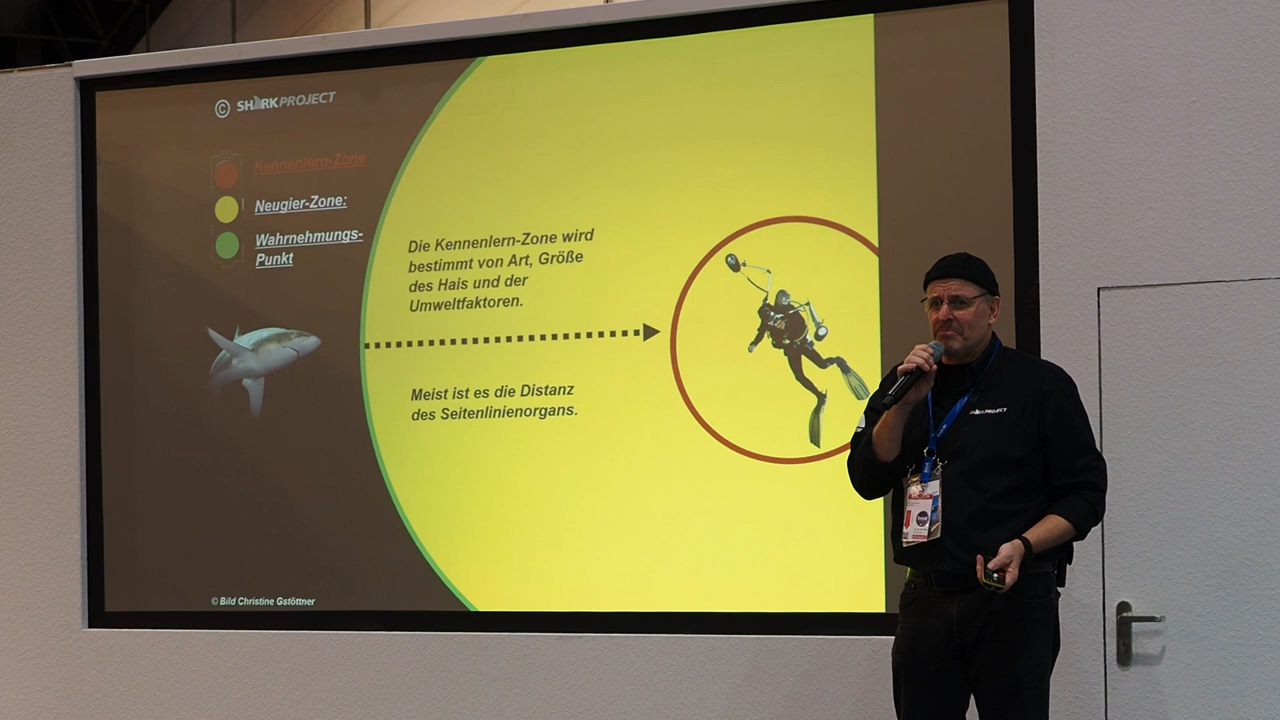 © SHARKPROJECT
Kennenlern-Zone
Neugier-Zone:
Wahrnehmungs-
Punkt
Die Kennenlern-Zone wird
bestimmt von Art, Größe
des Hais und der
Umweltfaktoren.
Meist ist es die Distanz
des Seitenlinienorgans.
© Bild Christine Gstöttner
SHARKPROJECT